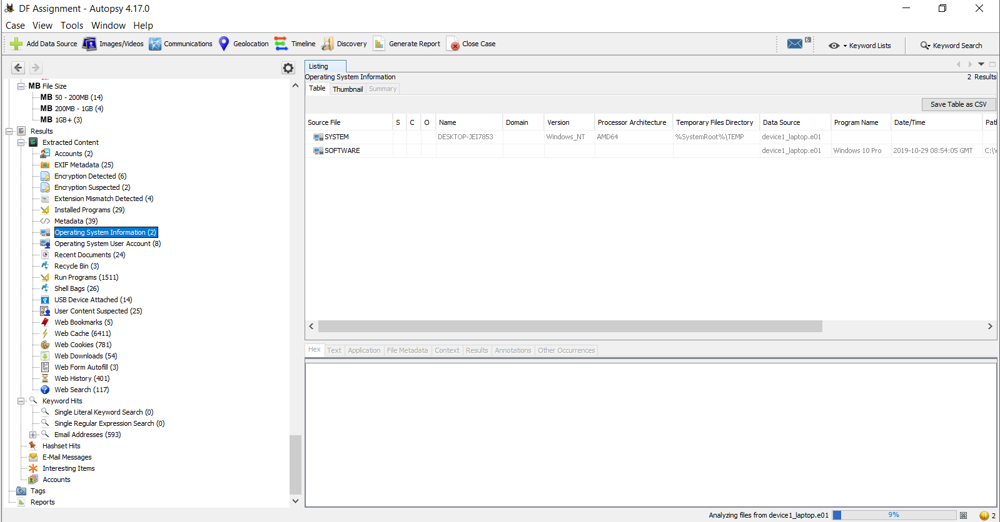 DF Assignment - Autopsy 4.17.0
Case View Tools Window Help
Add Data Source Images/Videos Communications Geolocation Timeline Discovery Generate Report Close Case 6 Keyword Lists Keyword Search
MB File Size
MB 50 - 200MB (14)
MB 200MB - 1GB (4)
MB 1GB+ (3)
Results
Extracted Content
Accounts (2)
EXIF Metadata (25)
Encryption Detected (6)
Encryption Suspected (2)
Extension Mismatch Detected (4)
Installed Programs (29)
Metadata (39)
Operating System Information (2)
Operating System User Account (8)
Recent Documents (24)
Recycle Bin (3)
Run Programs (1511)
Shell Bags (26)
USB Device Attached (14)
User Content Suspected (25)
Web Bookmarks (5)
Web Cache (6411)
Web Cookies (781)
Web Downloads (54)
Web Form Autofill (3)
Web History (401)
Web Search (117)
Keyword Hits
Single Literal Keyword Search (0)
Single Regular Expression Search (0)
Email Addresses (593)
Hashset Hits
E-Mail Messages
Interesting Items
Accounts
Tags
Reports
Listing
Operating System Information 2 Results
Table Thumbnail Summary
Save Table as CSV
Source File S C O Name Domain Version Processor Architecture Temporary Files Directory Data Source Program Name Date/Time Path
SYSTEM DESKTOP-JEI7853 Windows_NT AMD64 %SystemRoot%\TEMP device1_laptop.e01
SOFTWARE device1_laptop.e01 Windows 10 Pro 2019-10-29 08:54:05 GMT C:\
Hex Text Application File Metadata Context Results Annotations Other Occurrences
Analyzing files from device1_laptop.e01 9% 2